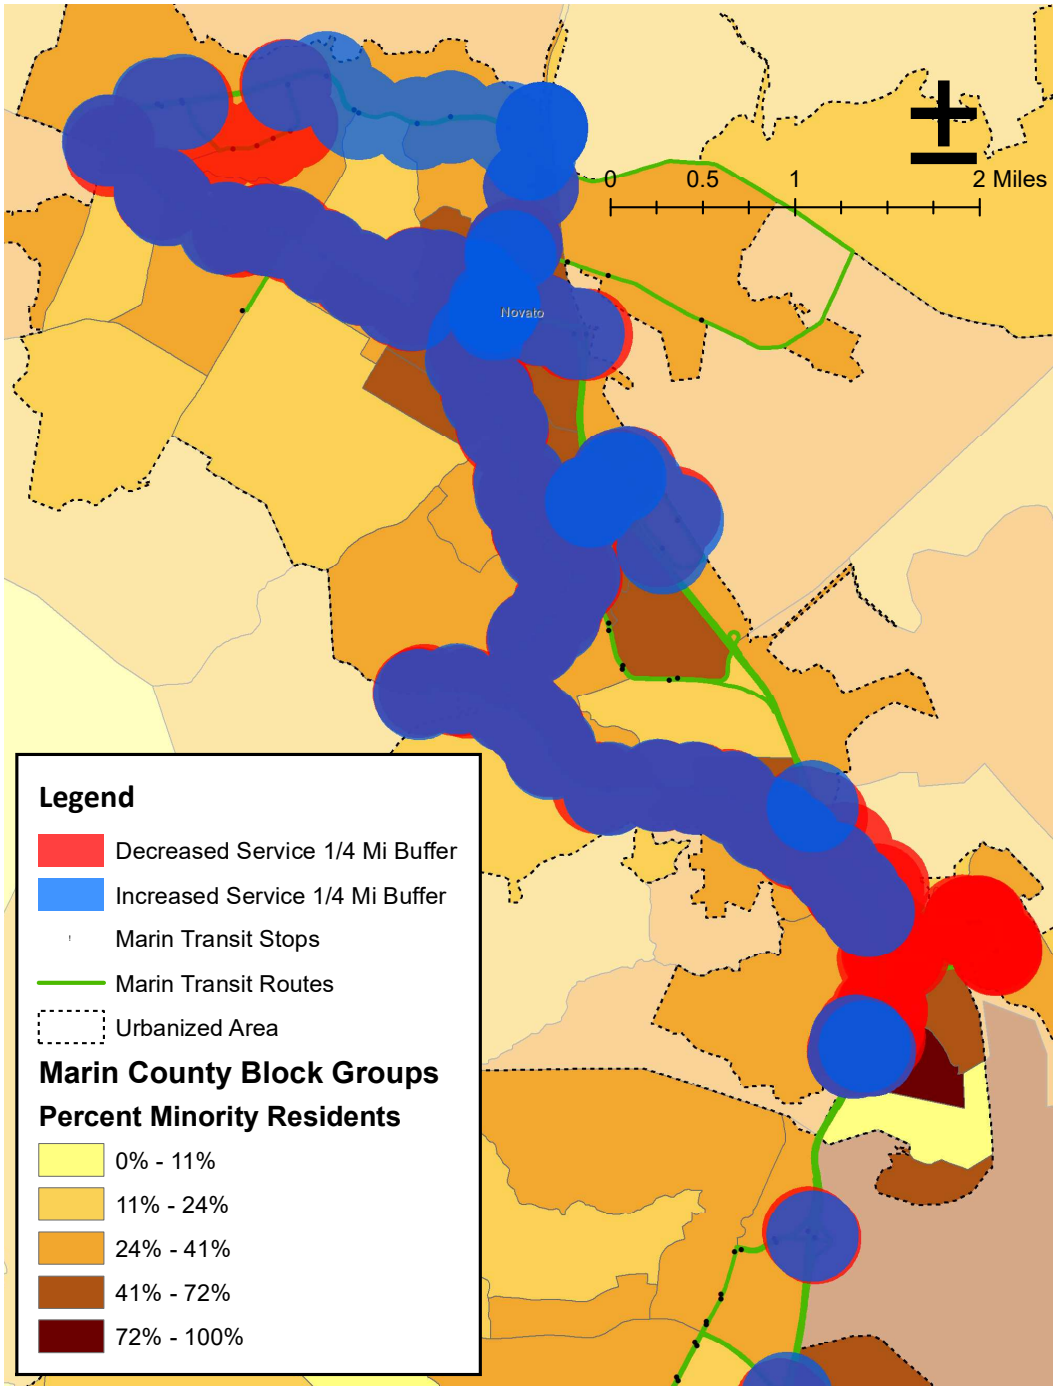 0 0.5 1 2 Miles
Novato
Legend
Decreased Service 1/4 Mi Buffer
Increased Service 1/4 Mi Buffer
Marin Transit Stops
Marin Transit Routes
Urbanized Area
Marin County Block Groups
Percent Minority Residents
0% - 11%
11% - 24%
24% - 41%
41% - 72%
72% - 100%